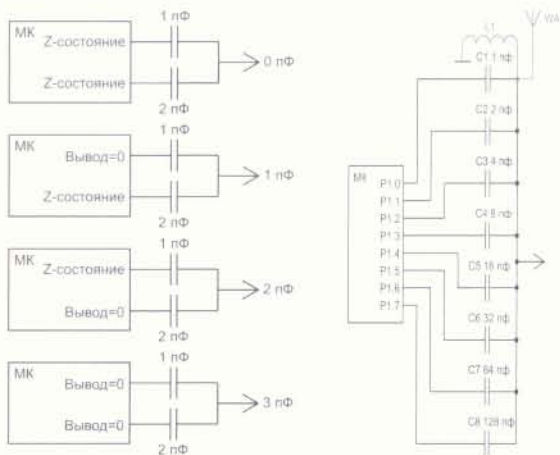 1 пФ
МК
Z-состояние
0 пФ
Z-состояние
2 пФ
1 пФ
МК
Вывод=0
1 пФ
Z-состояние
2 пФ
1 пФ
МК
Z-состояние
2 пФ
Вывод=0
2 пФ
1 пФ
МК
Вывод=0
3 пФ
Вывод=0
2 пФ
L1
WA
C1 1 пф
C2 2 пф
C3 4 пф
МК
P1.0
P1.1
P1.2
C4 8 пф
P1.3
P1.4
C5 16 пф
P1.5
P1.6
C6 32 пф
P1.7
C7 64 пф
C8 128 пф